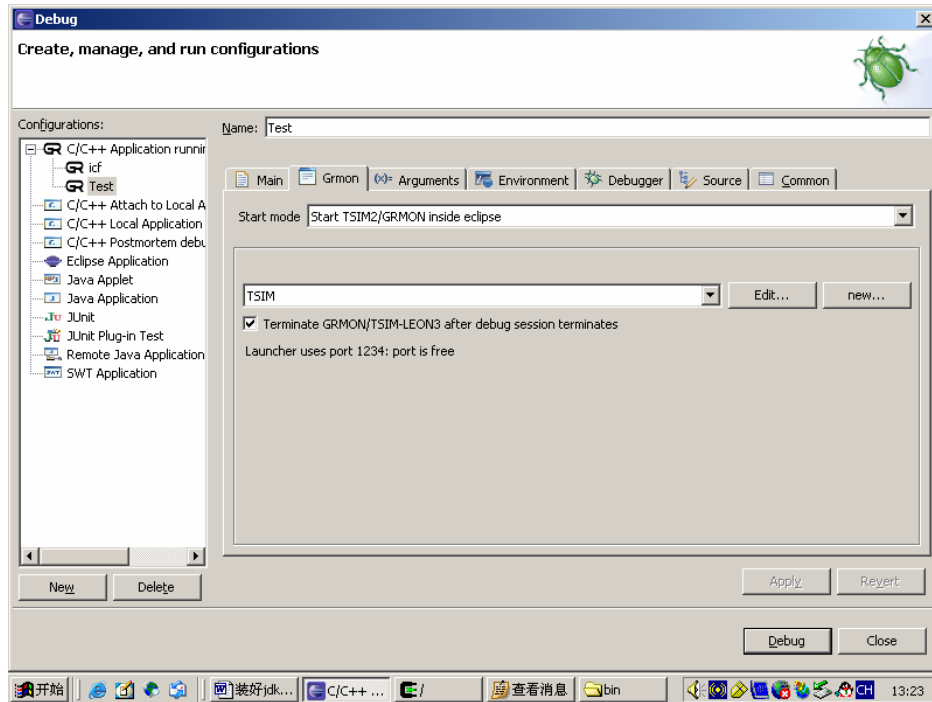 Debug
Create, manage, and run configurations
Configurations:
C/C++ Application runnin
icf
Test
C/C++ Attach to Local A
C/C++ Local Application
C/C++ Postmortem debu
Eclipse Application
Java Applet
Java Application
JUnit
JUnit Plug-in Test
Remote Java Application
SWT Application
New
Delete
Name: Test
Main
Grmon
(x)= Arguments
Environment
Debugger
Source
Common
Start mode Start TSIM2/GRMON inside eclipse
TSIM
Edit...
new...
Terminate GRMON/TSIM-LEON3 after debug session terminates
Launcher uses port 1234: port is free
Apply
Revert
Debug
Close
开始
装好jdk...
C/C++ ...
/
查看消息
bin
CH
13:23